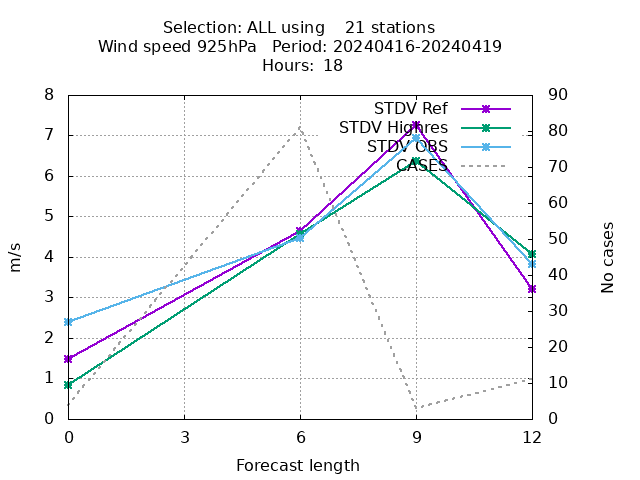 Selection: ALL using    21 stations
Wind speed 925hPa   Period: 20240416-20240419
Hours: 18
STDV Ref
STDV Highres
STDV OBS
CASES
8
7
6
5
4
3
2
1
0
90
80
70
60
50
40
30
20
10
0
m/s
No cases
0 3 6 9 12
Forecast length